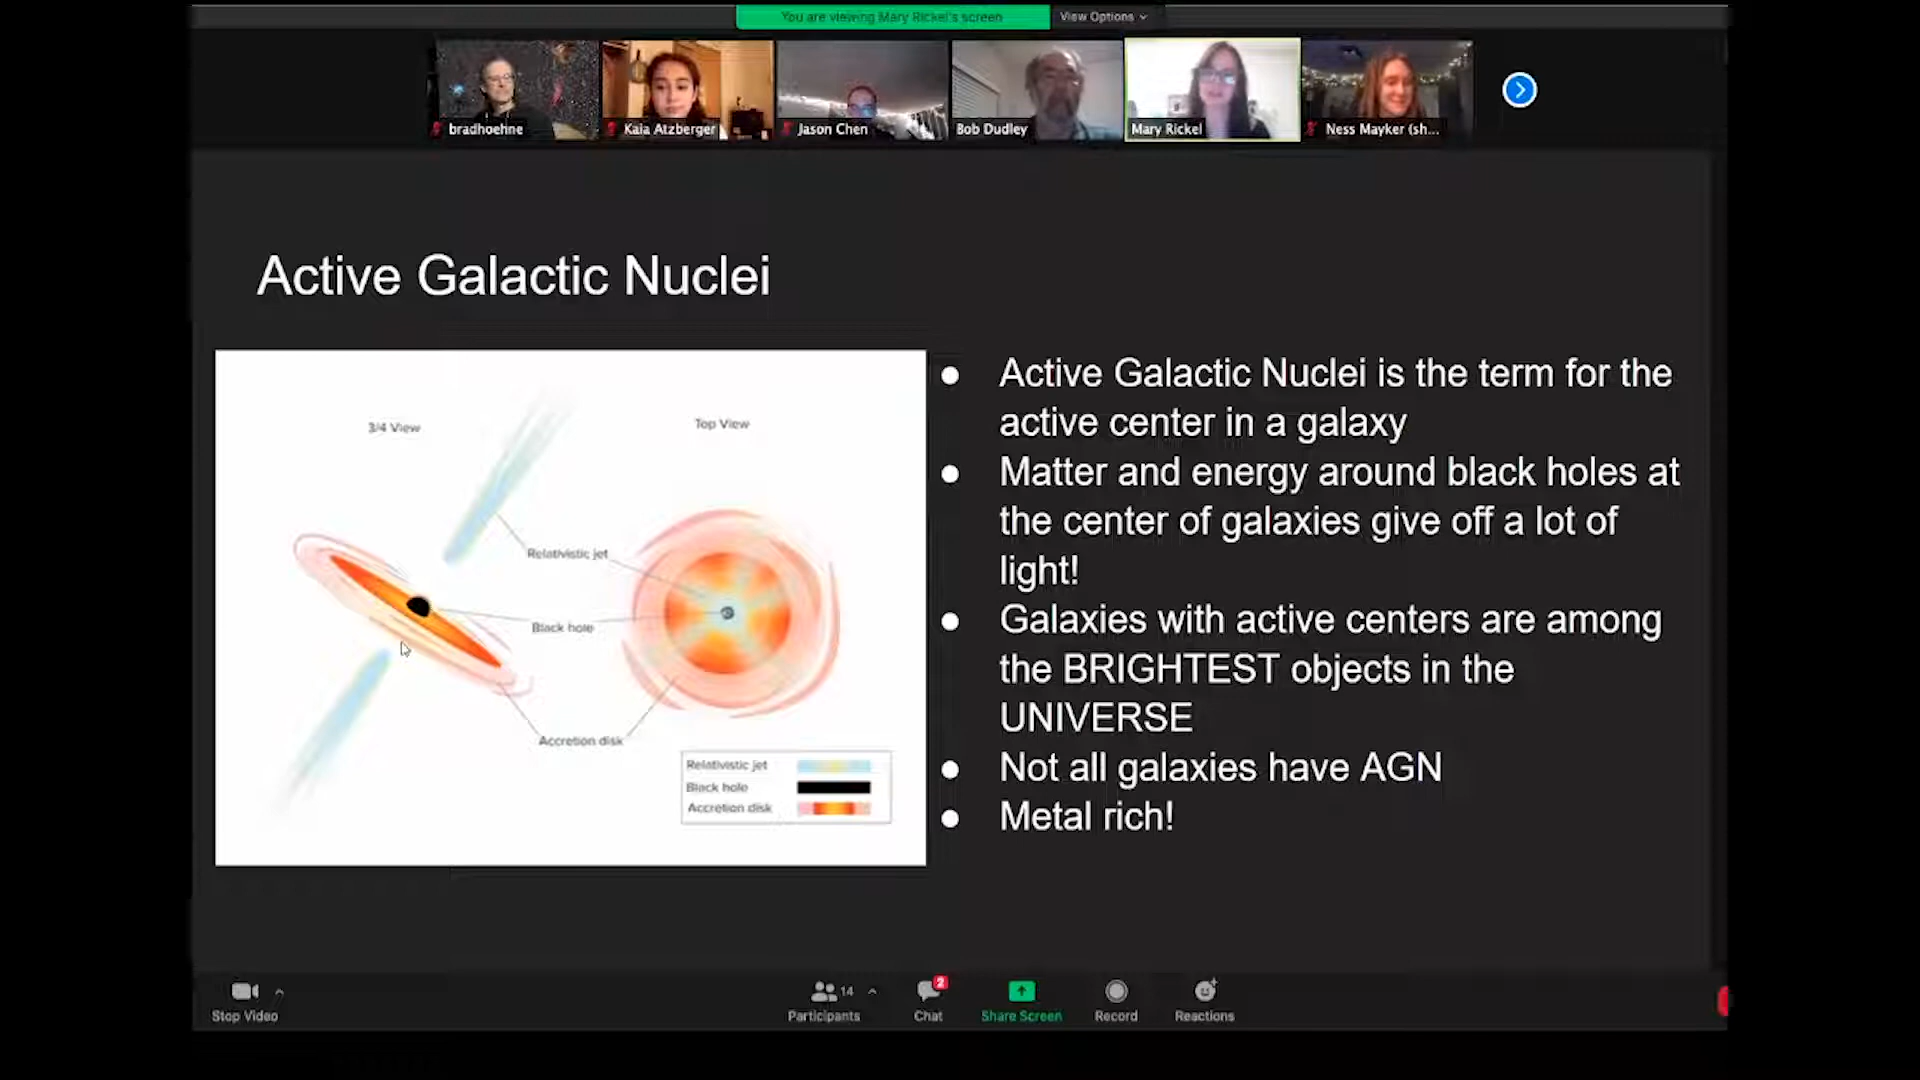 You are viewing Mary Rickel's screen
View Options
bradhoehne
Kaia Atzberger
Jason Chen
Bob Dudley
Mary Rickel
Ness Mayker (sh...
Active Galactic Nuclei
3/4 View
Top View
Relativistic jet
Black hole
Accretion disk
Relativistic jet
Black hole
Accretion disk
Active Galactic Nuclei is the term for the
active center in a galaxy
Matter and energy around black holes at
the center of galaxies give off a lot of
light!
Galaxies with active centers are among
the BRIGHTEST objects in the
UNIVERSE
Not all galaxies have AGN
Metal rich!
Stop Video
14
Participants
2
Chat
Share Screen
Record
Reactions